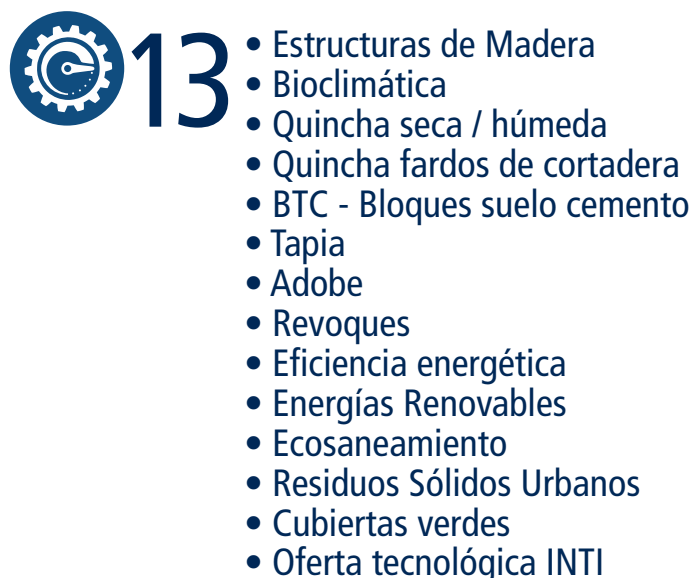 13
• Estructuras de Madera
• Bioclimática
• Quincha seca / húmeda
• Quincha fardos de cortadera
• BTC - Bloques suelo cemento
• Tapia
• Adobe
• Revoques
• Eficiencia energética
• Energías Renovables
• Ecosaneamiento
• Residuos Sólidos Urbanos
• Cubiertas verdes
• Oferta tecnológica INTI